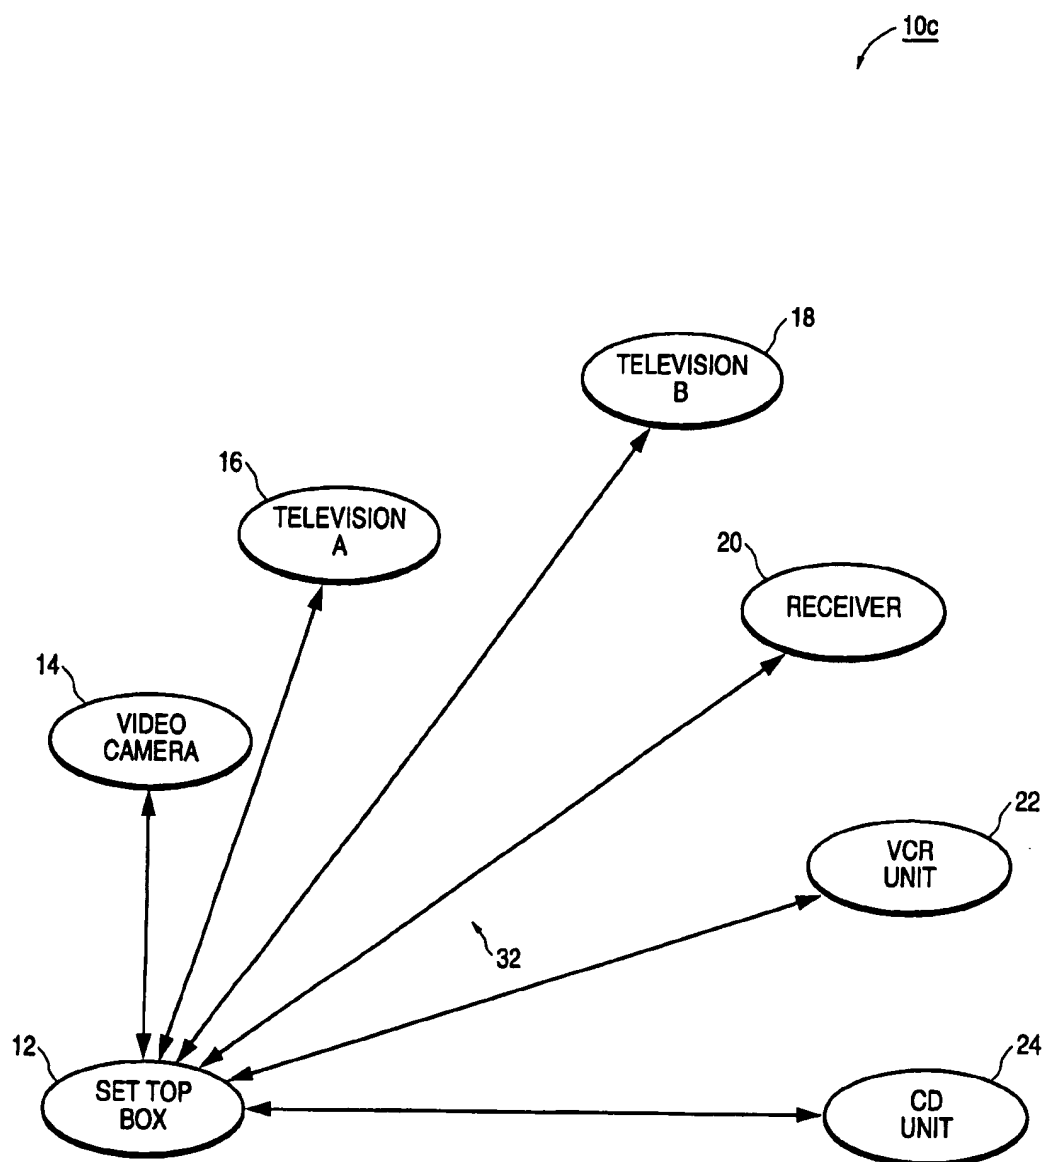 10c
18
TELEVISION
B
16
TELEVISION
A
20
RECEIVER
14
VIDEO
CAMERA
22
VCR
UNIT
32
12
SET TOP
BOX
24
CD
UNIT